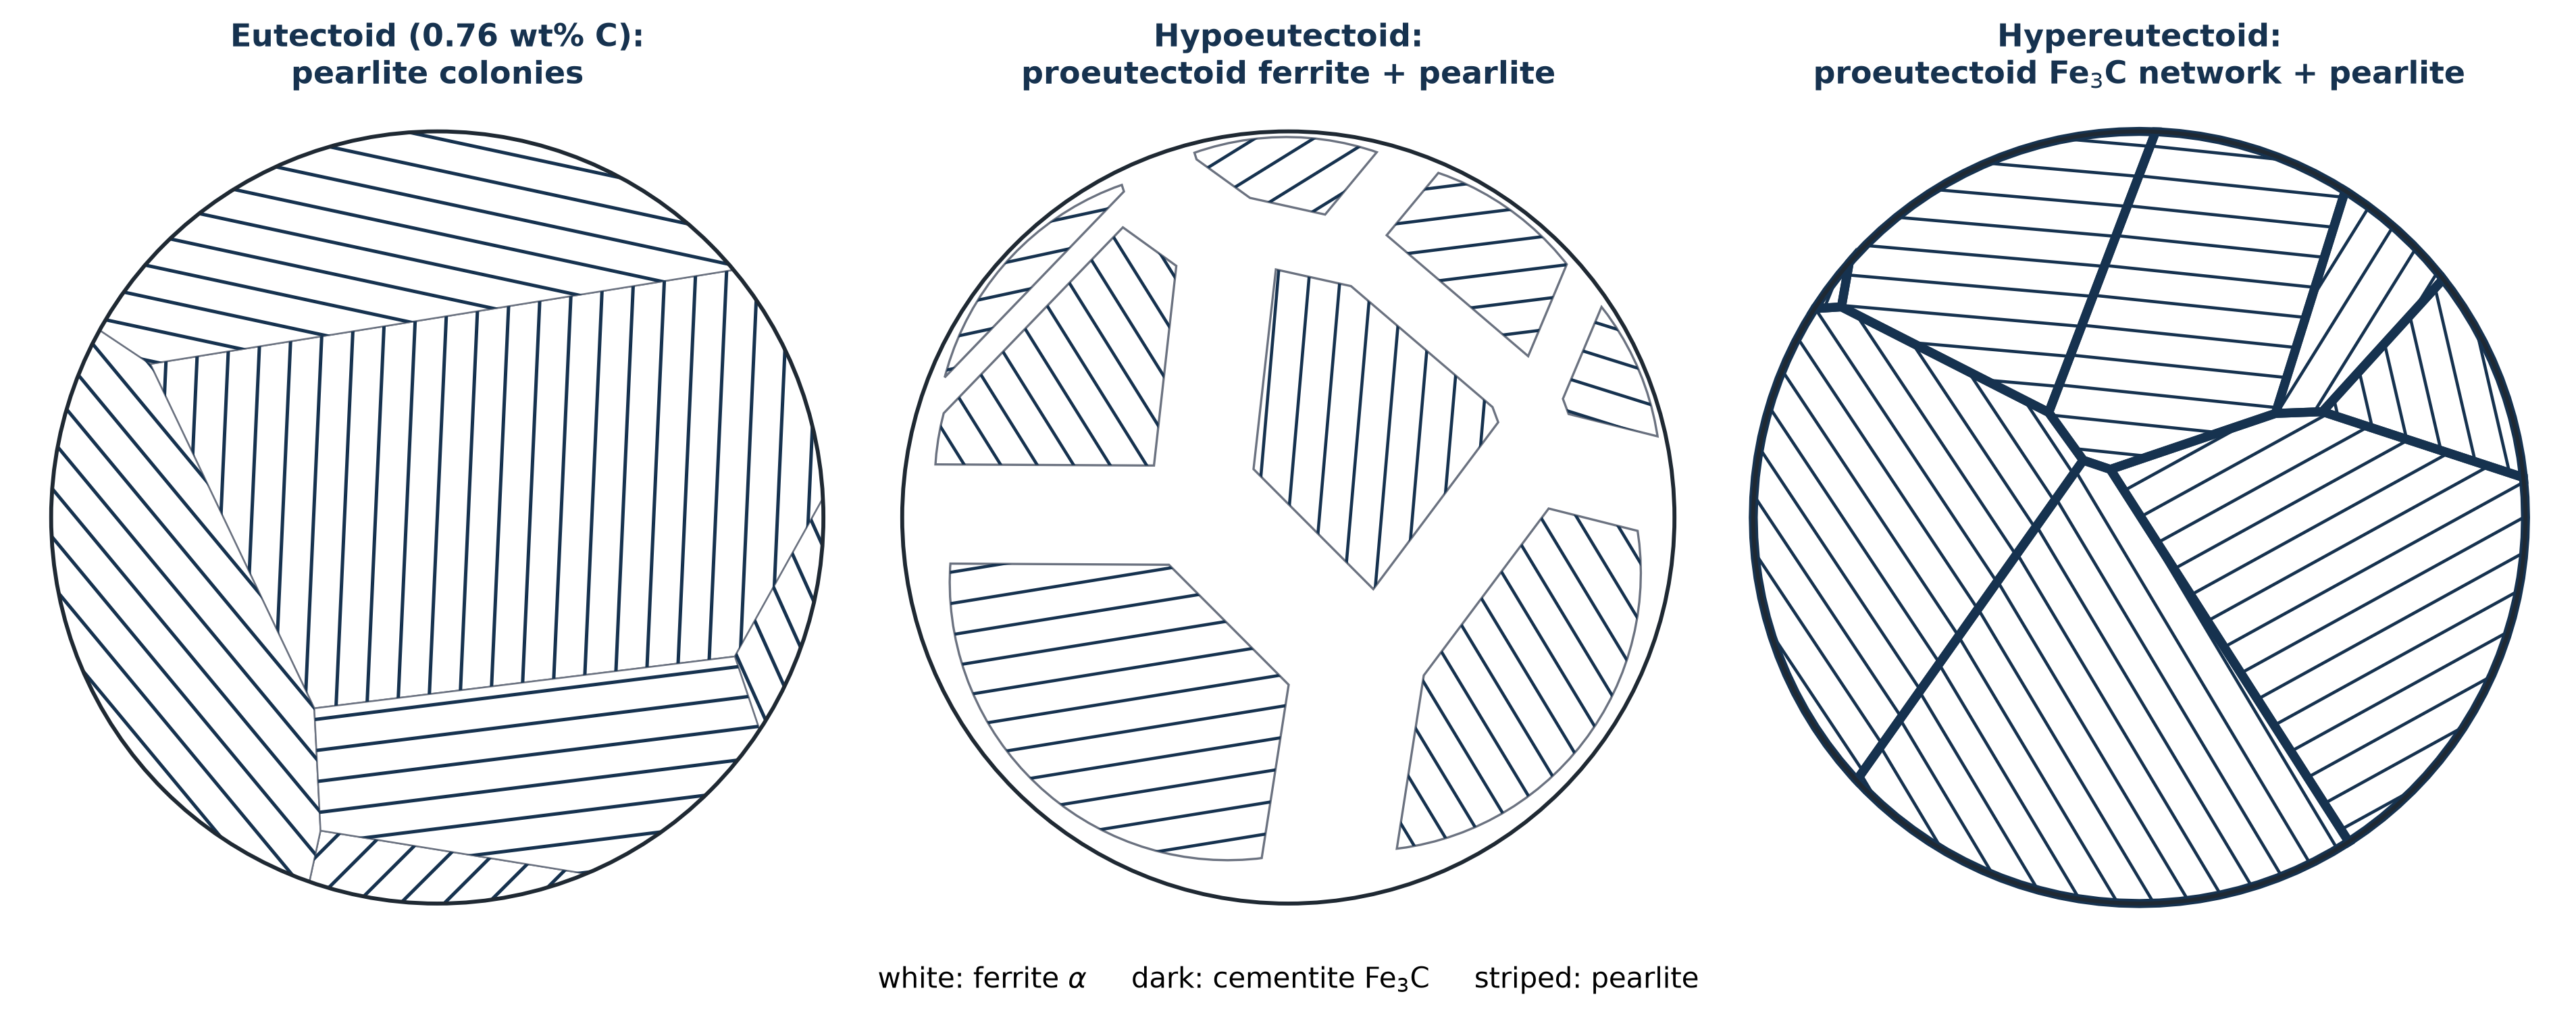 Eutectoid (0.76 wt% C):
pearlite colonies
Hypoeutectoid:
proeutectoid ferrite + pearlite
Hypereutectoid:
proeutectoid Fe₃C network + pearlite
white: ferrite α dark: cementite Fe₃C striped: pearlite